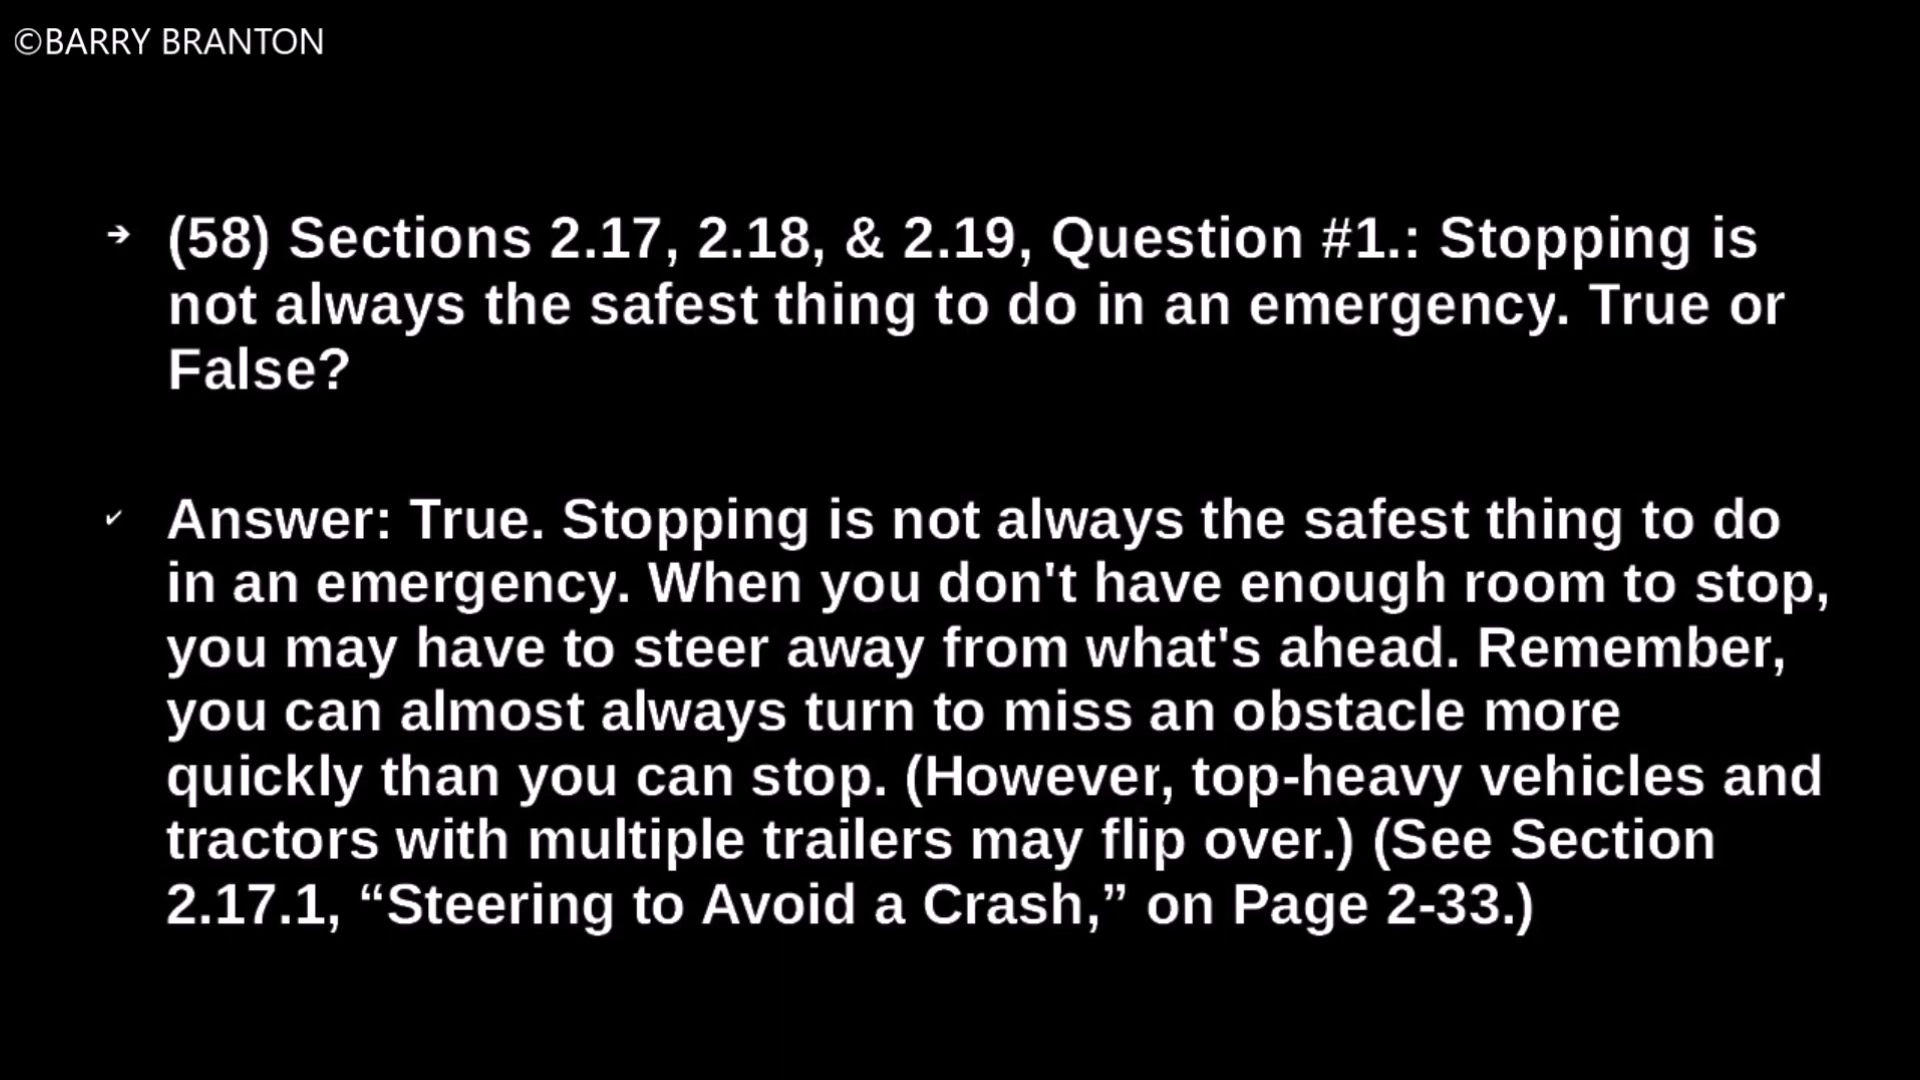 ©BARRY BRANTON
➔ (58) Sections 2.17, 2.18, & 2.19, Question #1.: Stopping is
not always the safest thing to do in an emergency. True or
False?
✓ Answer: True. Stopping is not always the safest thing to do
in an emergency. When you don't have enough room to stop,
you may have to steer away from what's ahead. Remember,
you can almost always turn to miss an obstacle more
quickly than you can stop. (However, top-heavy vehicles and
tractors with multiple trailers may flip over.) (See Section
2.17.1, “Steering to Avoid a Crash,” on Page 2-33.)